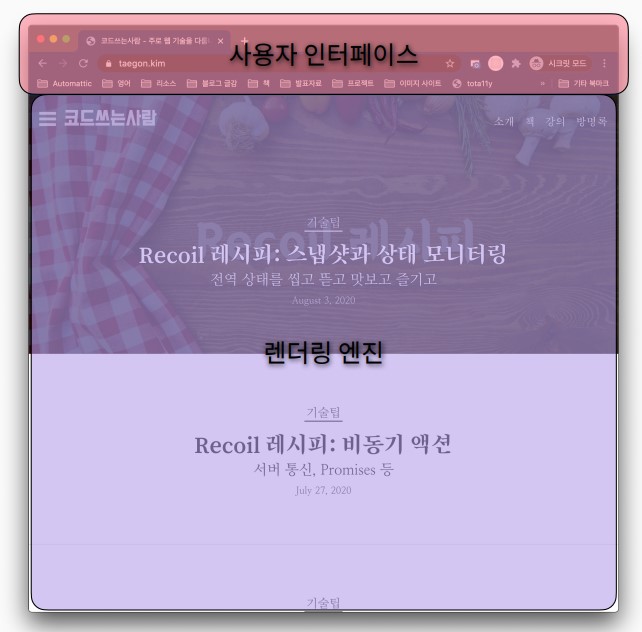 코드쓰는사람 - 주로 웹 기술을 다룹
taegon.kim
시크릿 모드
사용자 인터페이스
Automattic 영어 리소스 블로그 글감 책 발표자료 프로젝트 이미지 사이트 tota11y » 기타 북마크
코드쓰는사람
소개 책 강의 방명록
기술팁
Recoil 레시피
Recoil 레시피: 스냅샷과 상태 모니터링
전역 상태를 씹고 뜯고 맛보고 즐기고
August 3, 2020
렌더링 엔진
기술팁
Recoil 레시피: 비동기 액션
서버 통신, Promises 등
July 27, 2020
기술팁